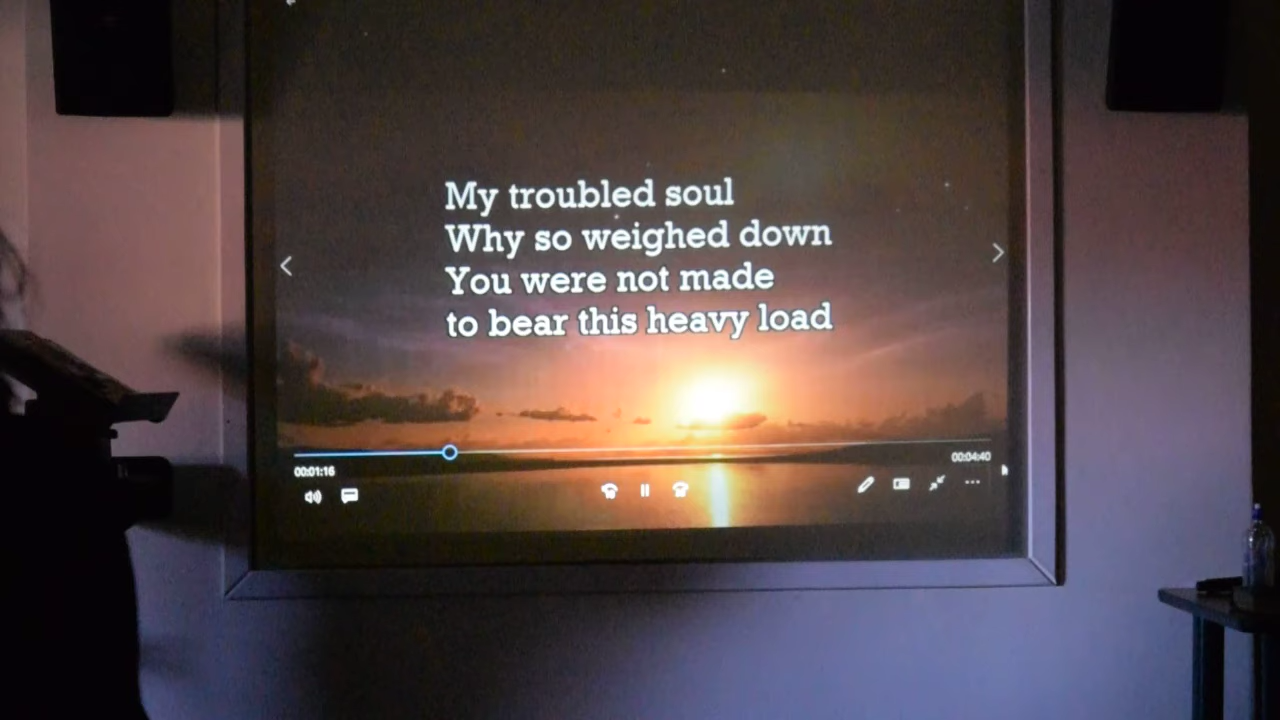 My troubled soul
Why so weighed down
You were not made
to bear this heavy load
00:01:16
00:04:40